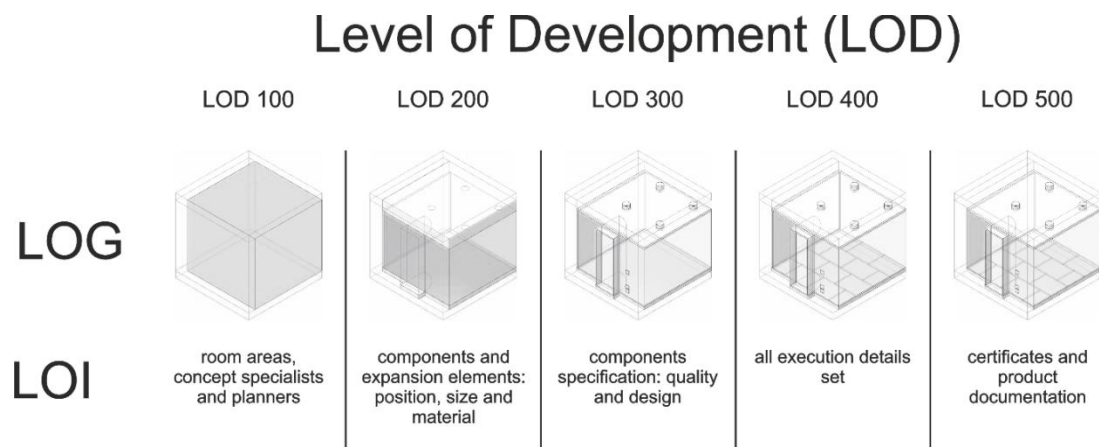 Level of Development (LOD)
LOD 100
LOD 200
LOD 300
LOD 400
LOD 500
LOG
LOI
room areas,
concept specialists
and planners
components and
expansion elements:
position, size and
material
components
specification: quality
and design
all execution details
set
certificates and
product
documentation